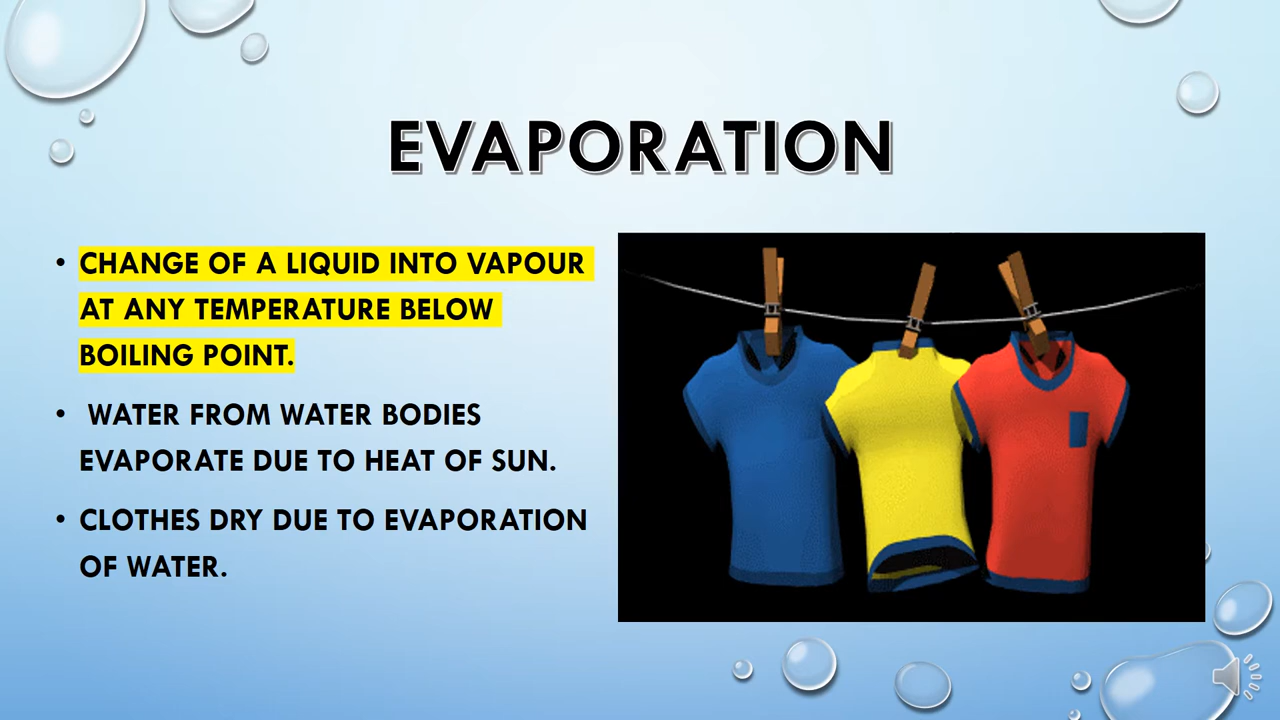 EVAPORATION
• CHANGE OF A LIQUID INTO VAPOUR
AT ANY TEMPERATURE BELOW
BOILING POINT.
• WATER FROM WATER BODIES
EVAPORATE DUE TO HEAT OF SUN.
• CLOTHES DRY DUE TO EVAPORATION
OF WATER.